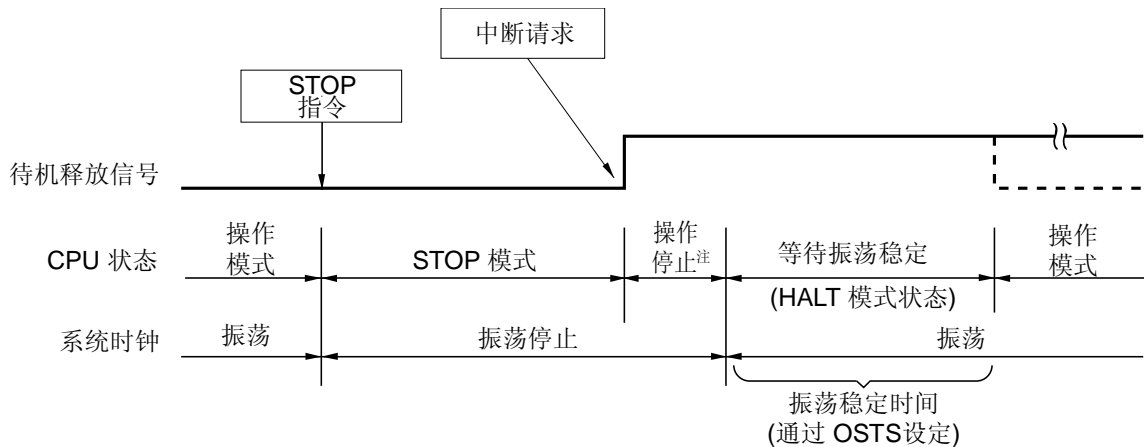 中断请求
STOP
指令
待机释放信号
CPU 状态
操作
模式
STOP 模式
操作
停止注
等待振荡稳定
(HALT 模式状态)
操作
模式
系统时钟
振荡
振荡停止
振荡
振荡稳定时间
(通过 OSTS设定)